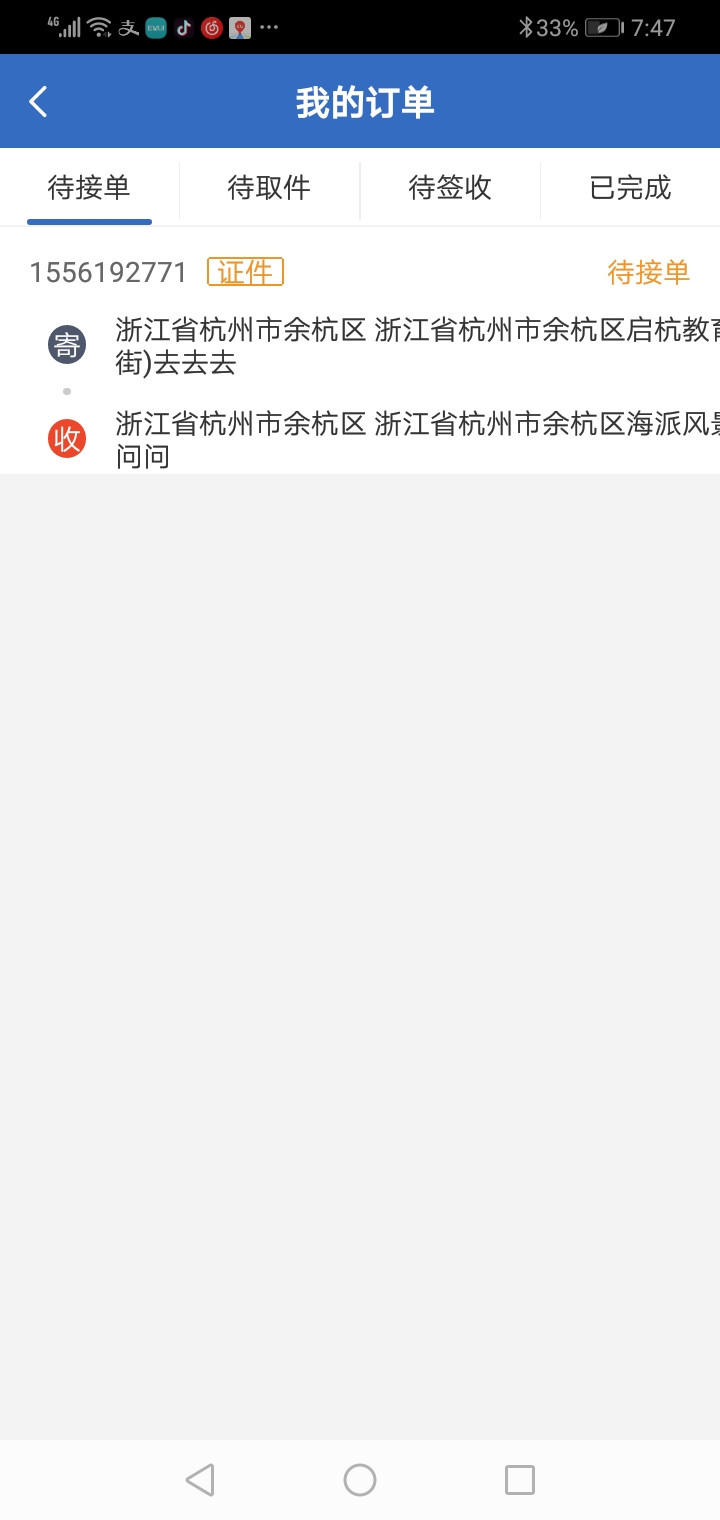 4G 支 EMUI 33% 7:47
我的订单
待接单 待取件 待签收 已完成
1556192771 证件 待接单
寄 浙江省杭州市余杭区 浙江省杭州市余杭区启杭教育
街)去去去
收 浙江省杭州市余杭区 浙江省杭州市余杭区海派风景
问问